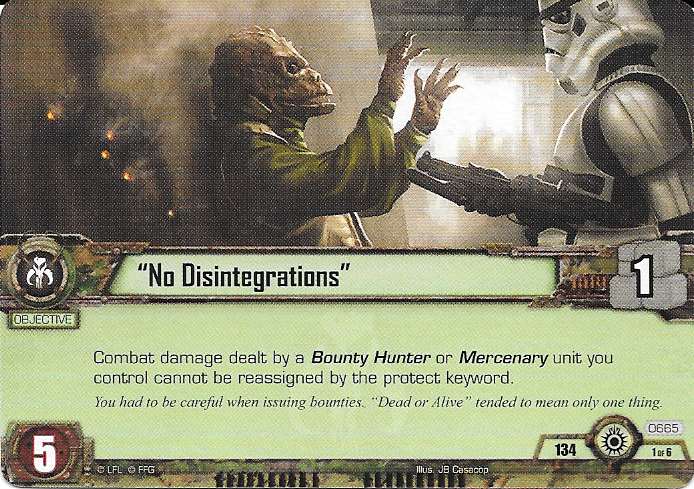 “No Disintegrations”
1
OBJECTIVE
Combat damage dealt by a Bounty Hunter or Mercenary unit you
control cannot be reassigned by the protect keyword.
You had to be careful when issuing bounties. “Dead or Alive” tended to mean only one thing.
5
© LFL © FFG
Illus. JB Casacop
134
0665
1 OF 6